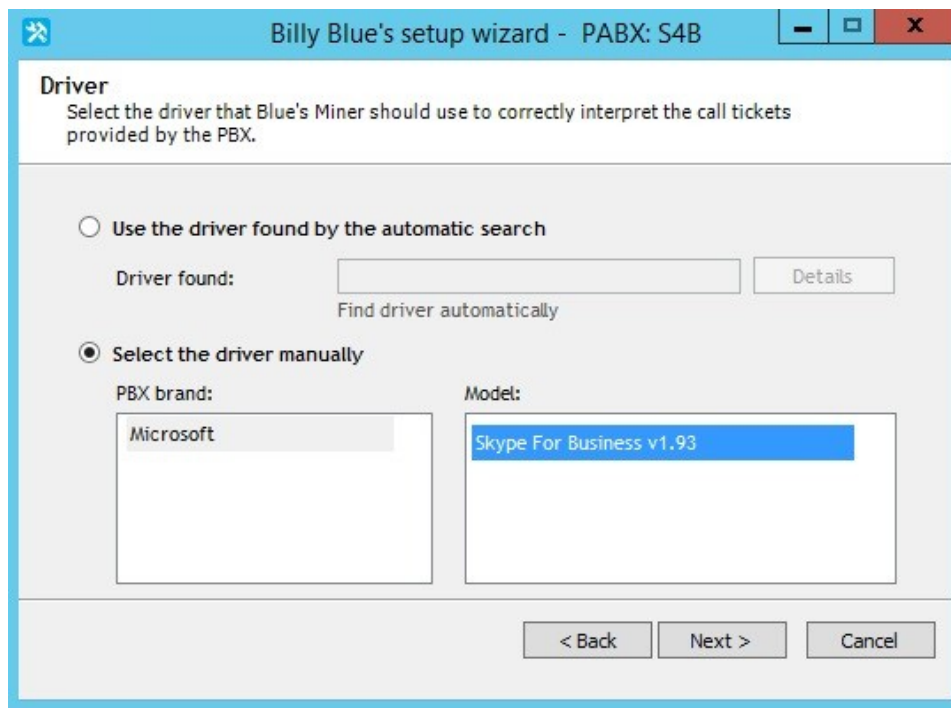 Billy Blue's setup wizard - PABX: S4B
Driver
Select the driver that Blue's Miner should use to correctly interpret the call tickets
provided by the PBX.
Use the driver found by the automatic search
Driver found:
Details
Find driver automatically
Select the driver manually
PBX brand:
Model:
Microsoft
Skype For Business v1.93
< Back
Next >
Cancel